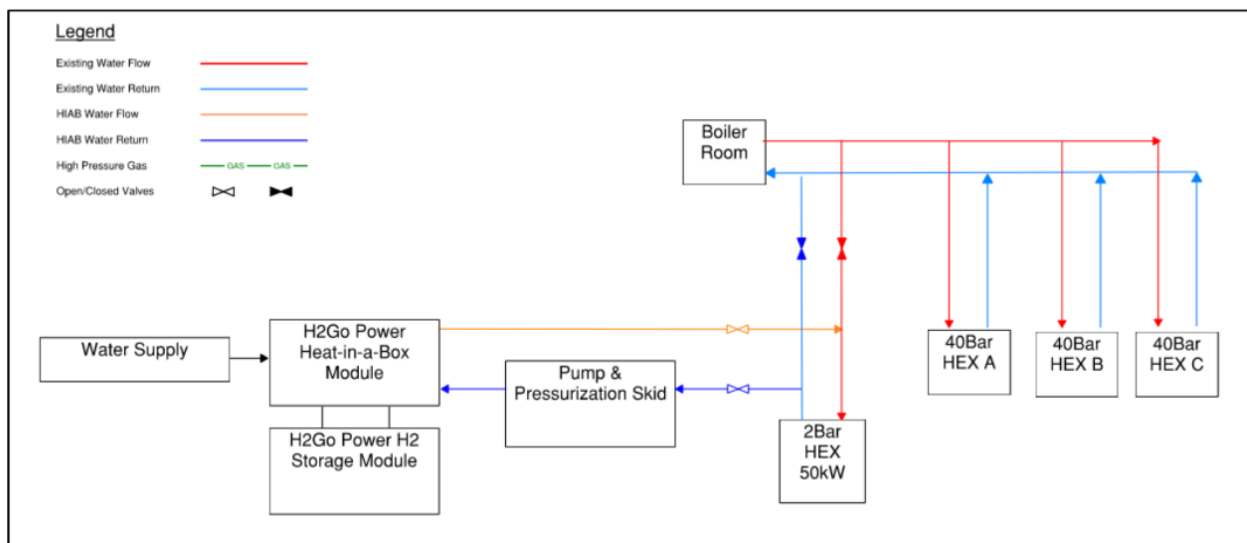 Legend
Existing Water Flow
Existing Water Return
HIAB Water Flow
HIAB Water Return
High Pressure Gas
GAS GAS
Open/Closed Valves
Boiler
Room
Water Supply
H2Go Power
Heat-in-a-Box
Module
H2Go Power H2
Storage Module
Pump &
Pressurization Skid
2Bar
HEX
50kW
40Bar
HEX A
40Bar
HEX B
40Bar
HEX C